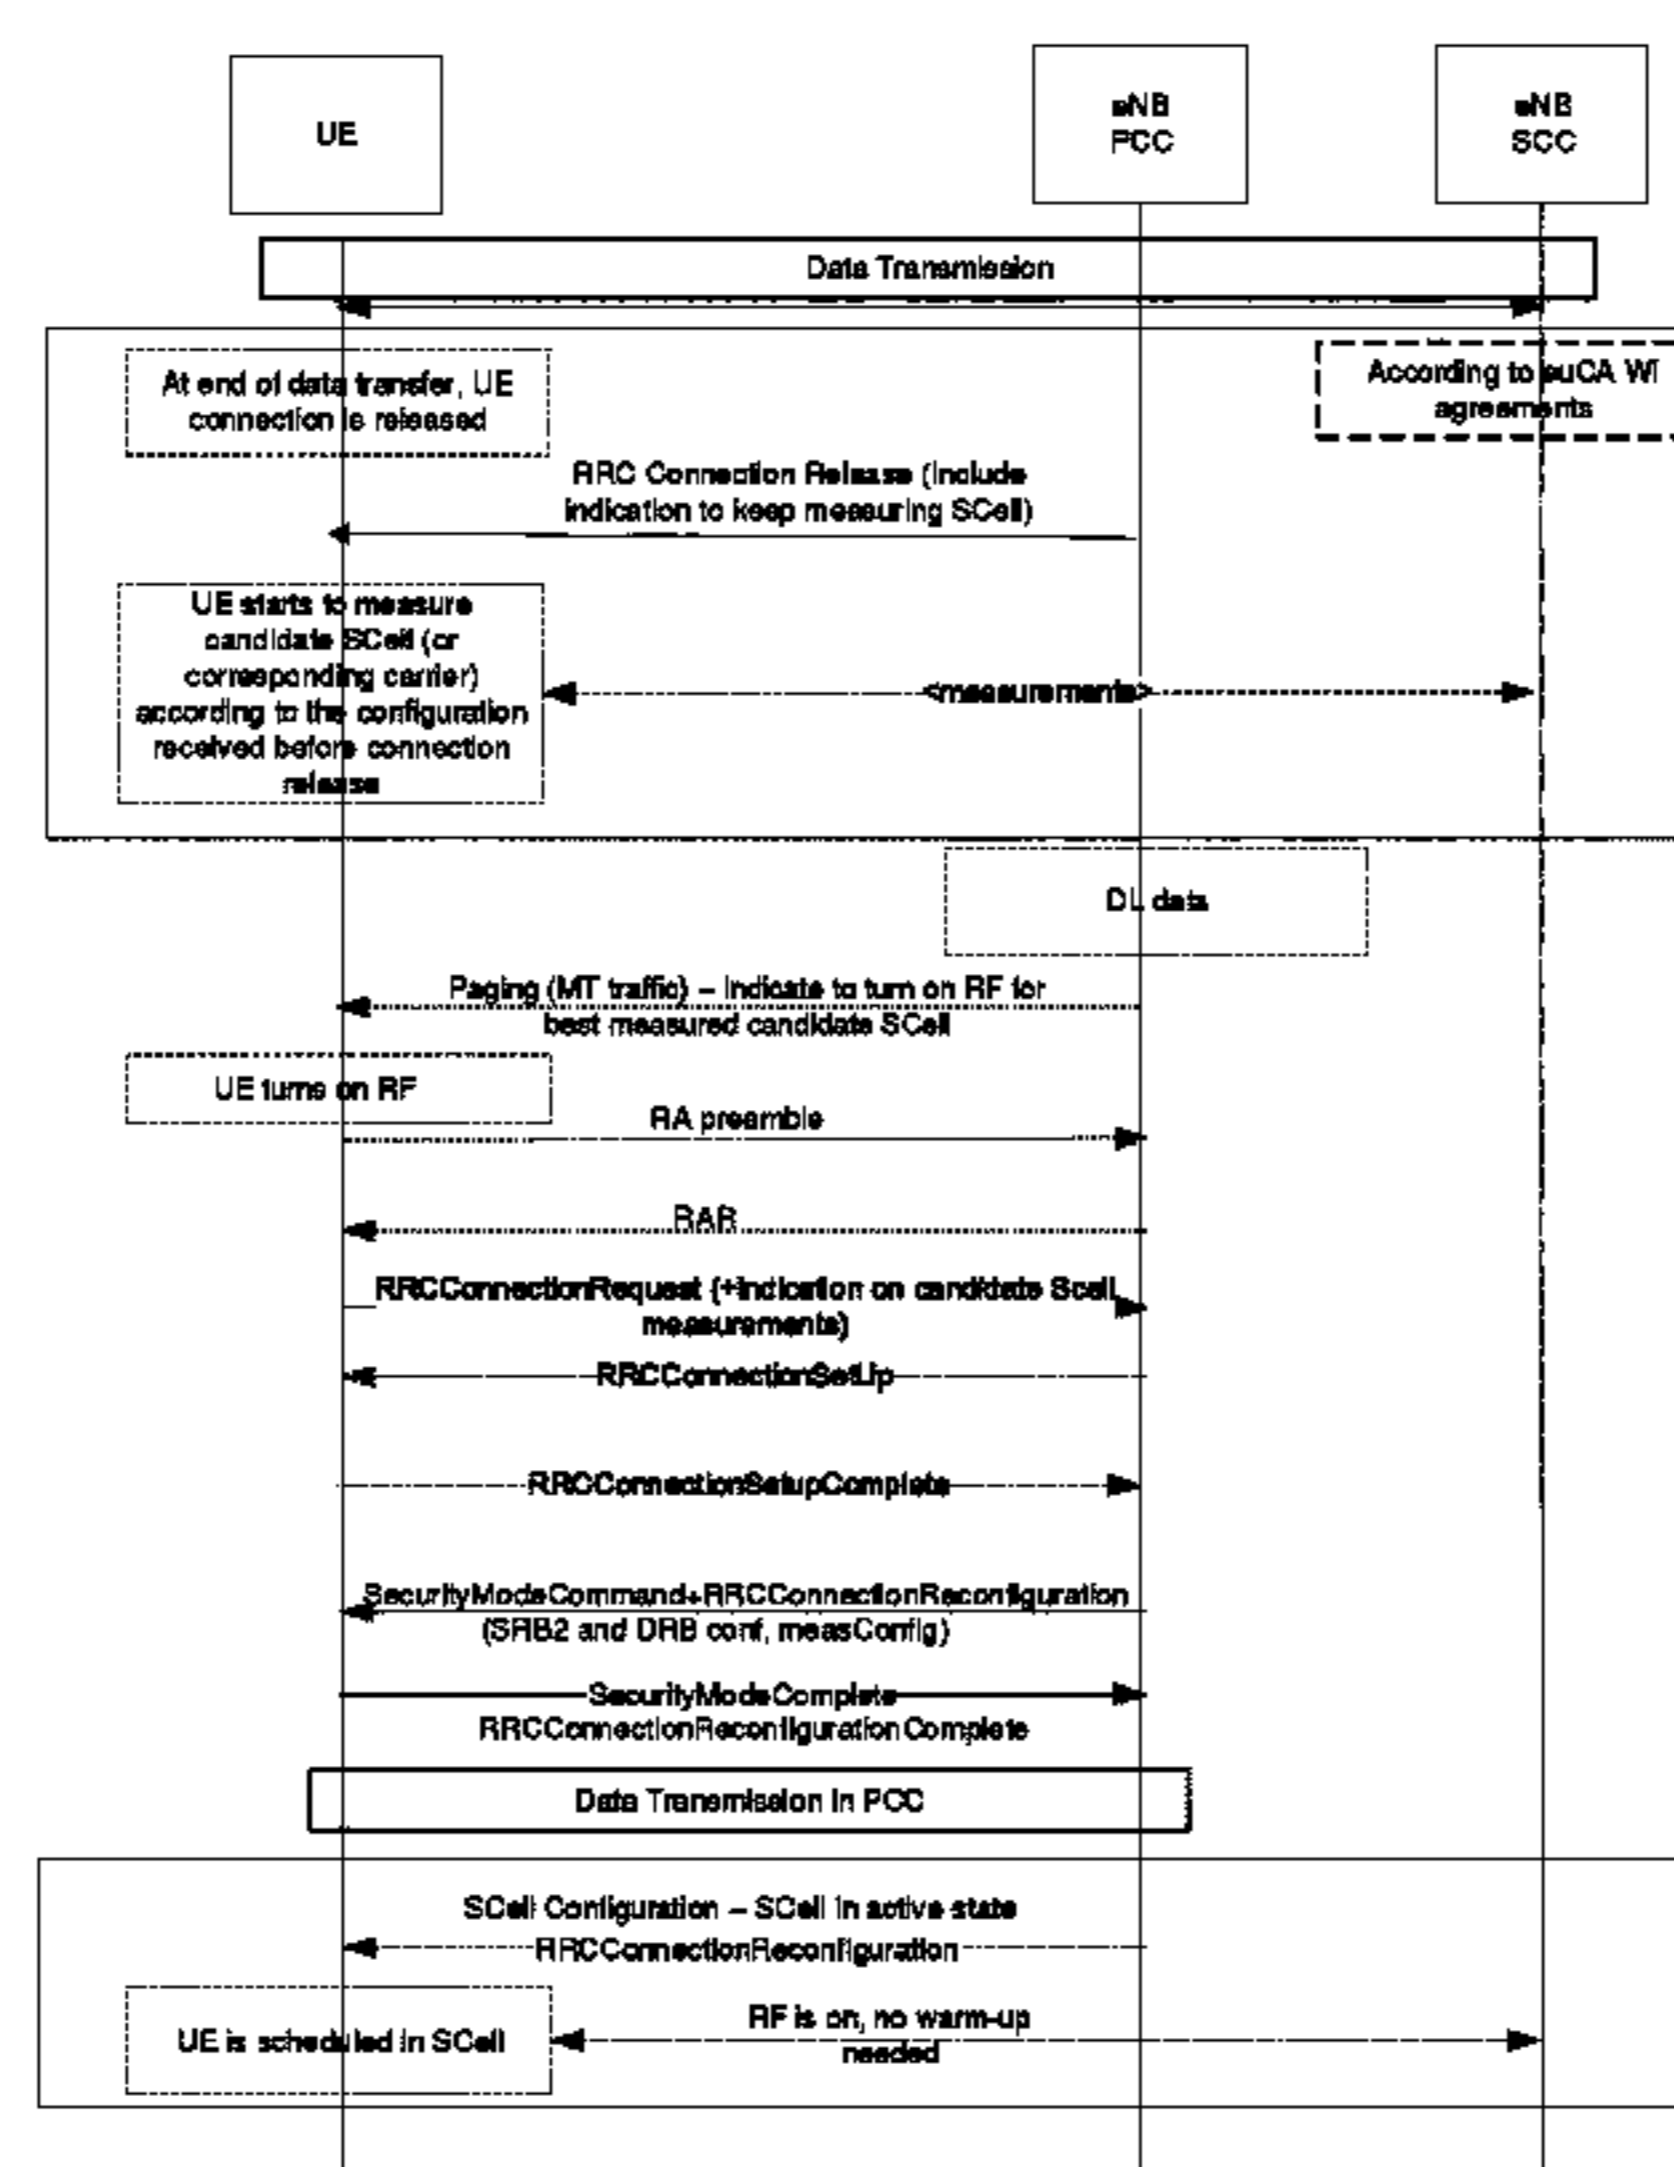 UE
eNB
PCC
eNB
SCC
Data Transmission
At end of data transfer, UE
connection is released
According to euCA WI
agreements
RRC Connection Release (Include
indication to keep measuring SCell)
UE starts to measure
candidate SCell (or
corresponding carrier)
according to the configuration
received before connection
release
<measurements>
DL data
Paging (MT traffic) – Indicate to turn on RF for
best measured candidate SCell
UE turns on RF
RA preamble
RAR
RRCConnectionRequest (+indication on candidate Scell
measurements)
RRCConnectionSetUp
RRCConnectionSetupComplete
SecurityModeCommand+RRCConnectionReconfiguration
(SRB2 and DRB conf, measConfig)
SecurityModeComplete
RRCConnectionReconfigurationComplete
Data Transmission in PCC
SCell Configuration – SCell in active state
RRCConnectionReconfiguration
RF is on, no warm-up
needed
UE is scheduled in SCell